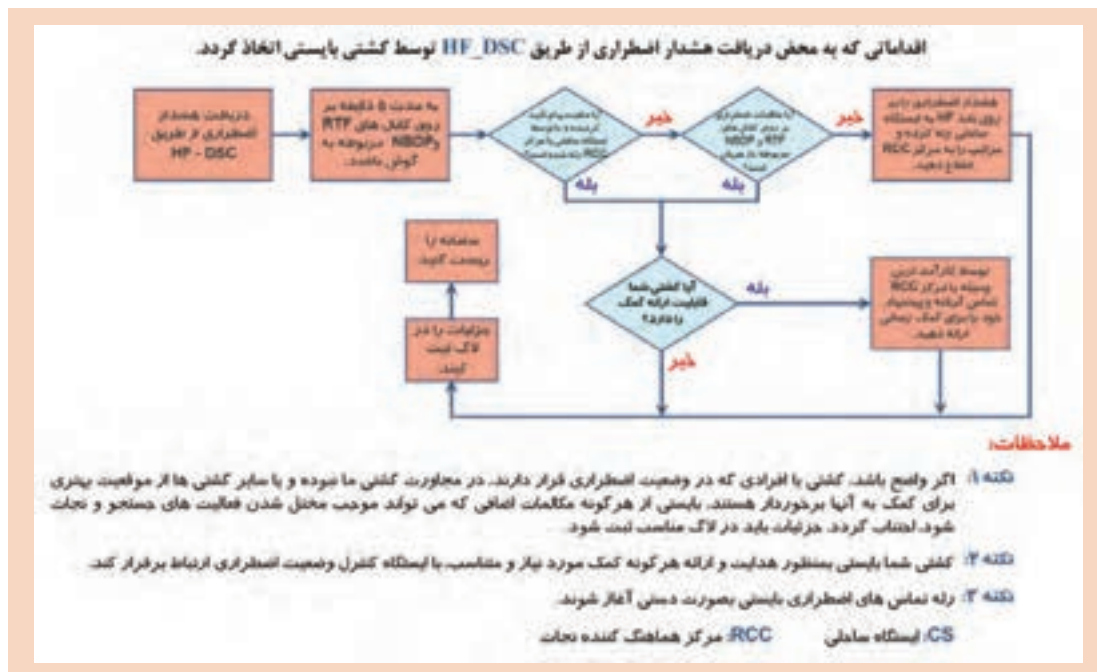 اقداماتی که به محض دریافت هشدار اضطراری از طریق HF_DSC توسط کشتی بایستی اتخاذ گردد.
دریافت هشدار
اضطراری از طریق
HF - DSC
به مدت ۵ دقیقه بر
روی کانال های RTF
و NBDP مربوطه به
گوش باشید.
خیر
بله
خیر
بله
هشدار اضطراری را بر
روی باند HF به ایستگاه
ساحلی رله کرده و
مراتب را به مرکز RCC
اطلاع دهید.
سامانه را
ریست کنید.
جزئیات را در
لاگ ثبت
کنید.
آیا کشتی شما
قابلیت ارائه کمک
را دارد؟
بله
خیر
توسط کارآمد ترین
وسیله با مرکز RCC
تماس گرفته و پیشنهاد
خود را برای کمک رسانی
ارائه دهید.
ملاحظات:
نکته ۱: اگر واضح باشد، کشتی یا افرادی که در وضعیت اضطراری قرار دارند، در مجاورت کشتی ما نبوده و یا سایر کشتی ها از موقعیت بهتری
برای کمک به آنها برخوردار هستند، بایستی از هرگونه مکالمات اضافی که می تواند موجب مختل شدن فعالیت های جستجو و نجات
شود، اجتناب گردد. جزئیات باید در لاگ مناسب ثبت شود.
نکته ۲: کشتی شما بایستی بمنظور هدایت و ارائه هرگونه کمک مورد نیاز و متناسب، با ایستگاه کنترل وضعیت اضطراری ارتباط برقرار کند.
نکته ۳: رله تماس های اضطراری بایستی بصورت دستی آغاز شوند.
CS: ایستگاه ساحلی RCC: مرکز هماهنگ کننده نجات